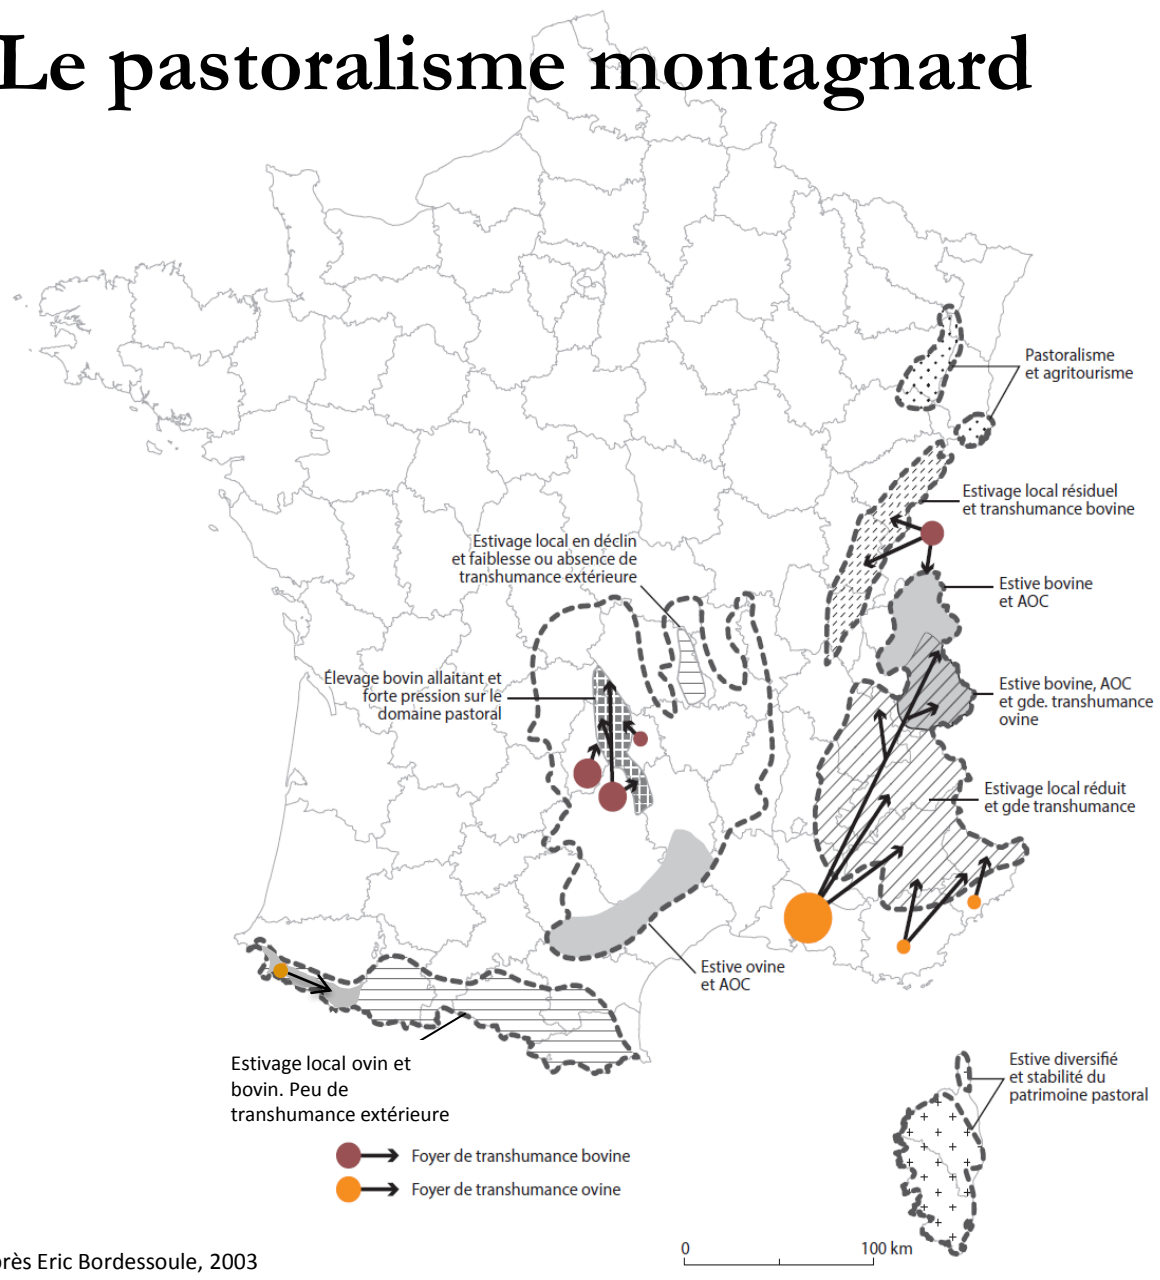 Le pastoralisme montagnard
Pastoralisme
et agritourisme
Estivage local résiduel
et transhumance bovine
Estivage local en déclin
et faiblesse ou absence de
transhumance extérieure
Estive bovine
et AOC
Élevage bovin allaitant et
forte pression sur le
domaine pastoral
Estive bovine, AOC
et gde. transhumance
ovine
Estivage local réduit
et gde transhumance
Estive ovine
et AOC
Estivage local ovin et
bovin. Peu de
transhumance extérieure
Estive diversifié
et stabilité du
patrimoine pastoral
Foyer de transhumance bovine
Foyer de transhumance ovine
0 100 km
près Eric Bordessoule, 2003